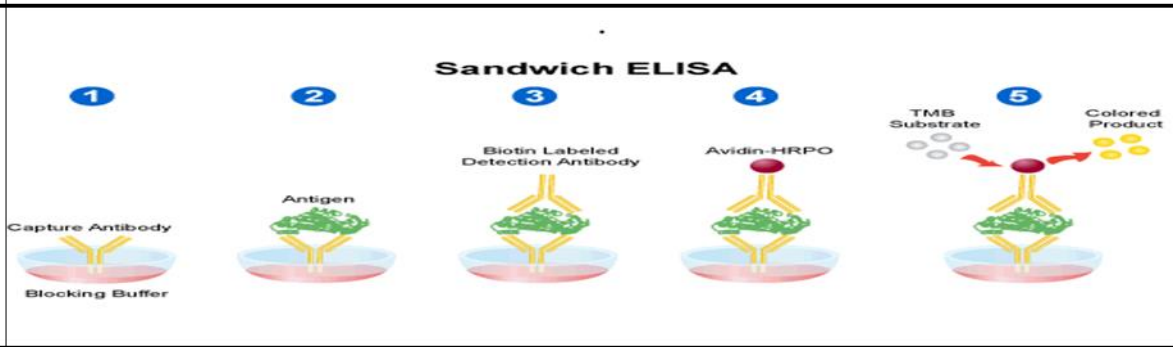 Sandwich ELISA
1
2
3
4
5
Capture Antibody
Blocking Buffer
Antigen
Biotin Labeled
Detection Antibody
Avidin-HRPO
TMB
Substrate
Colored
Product